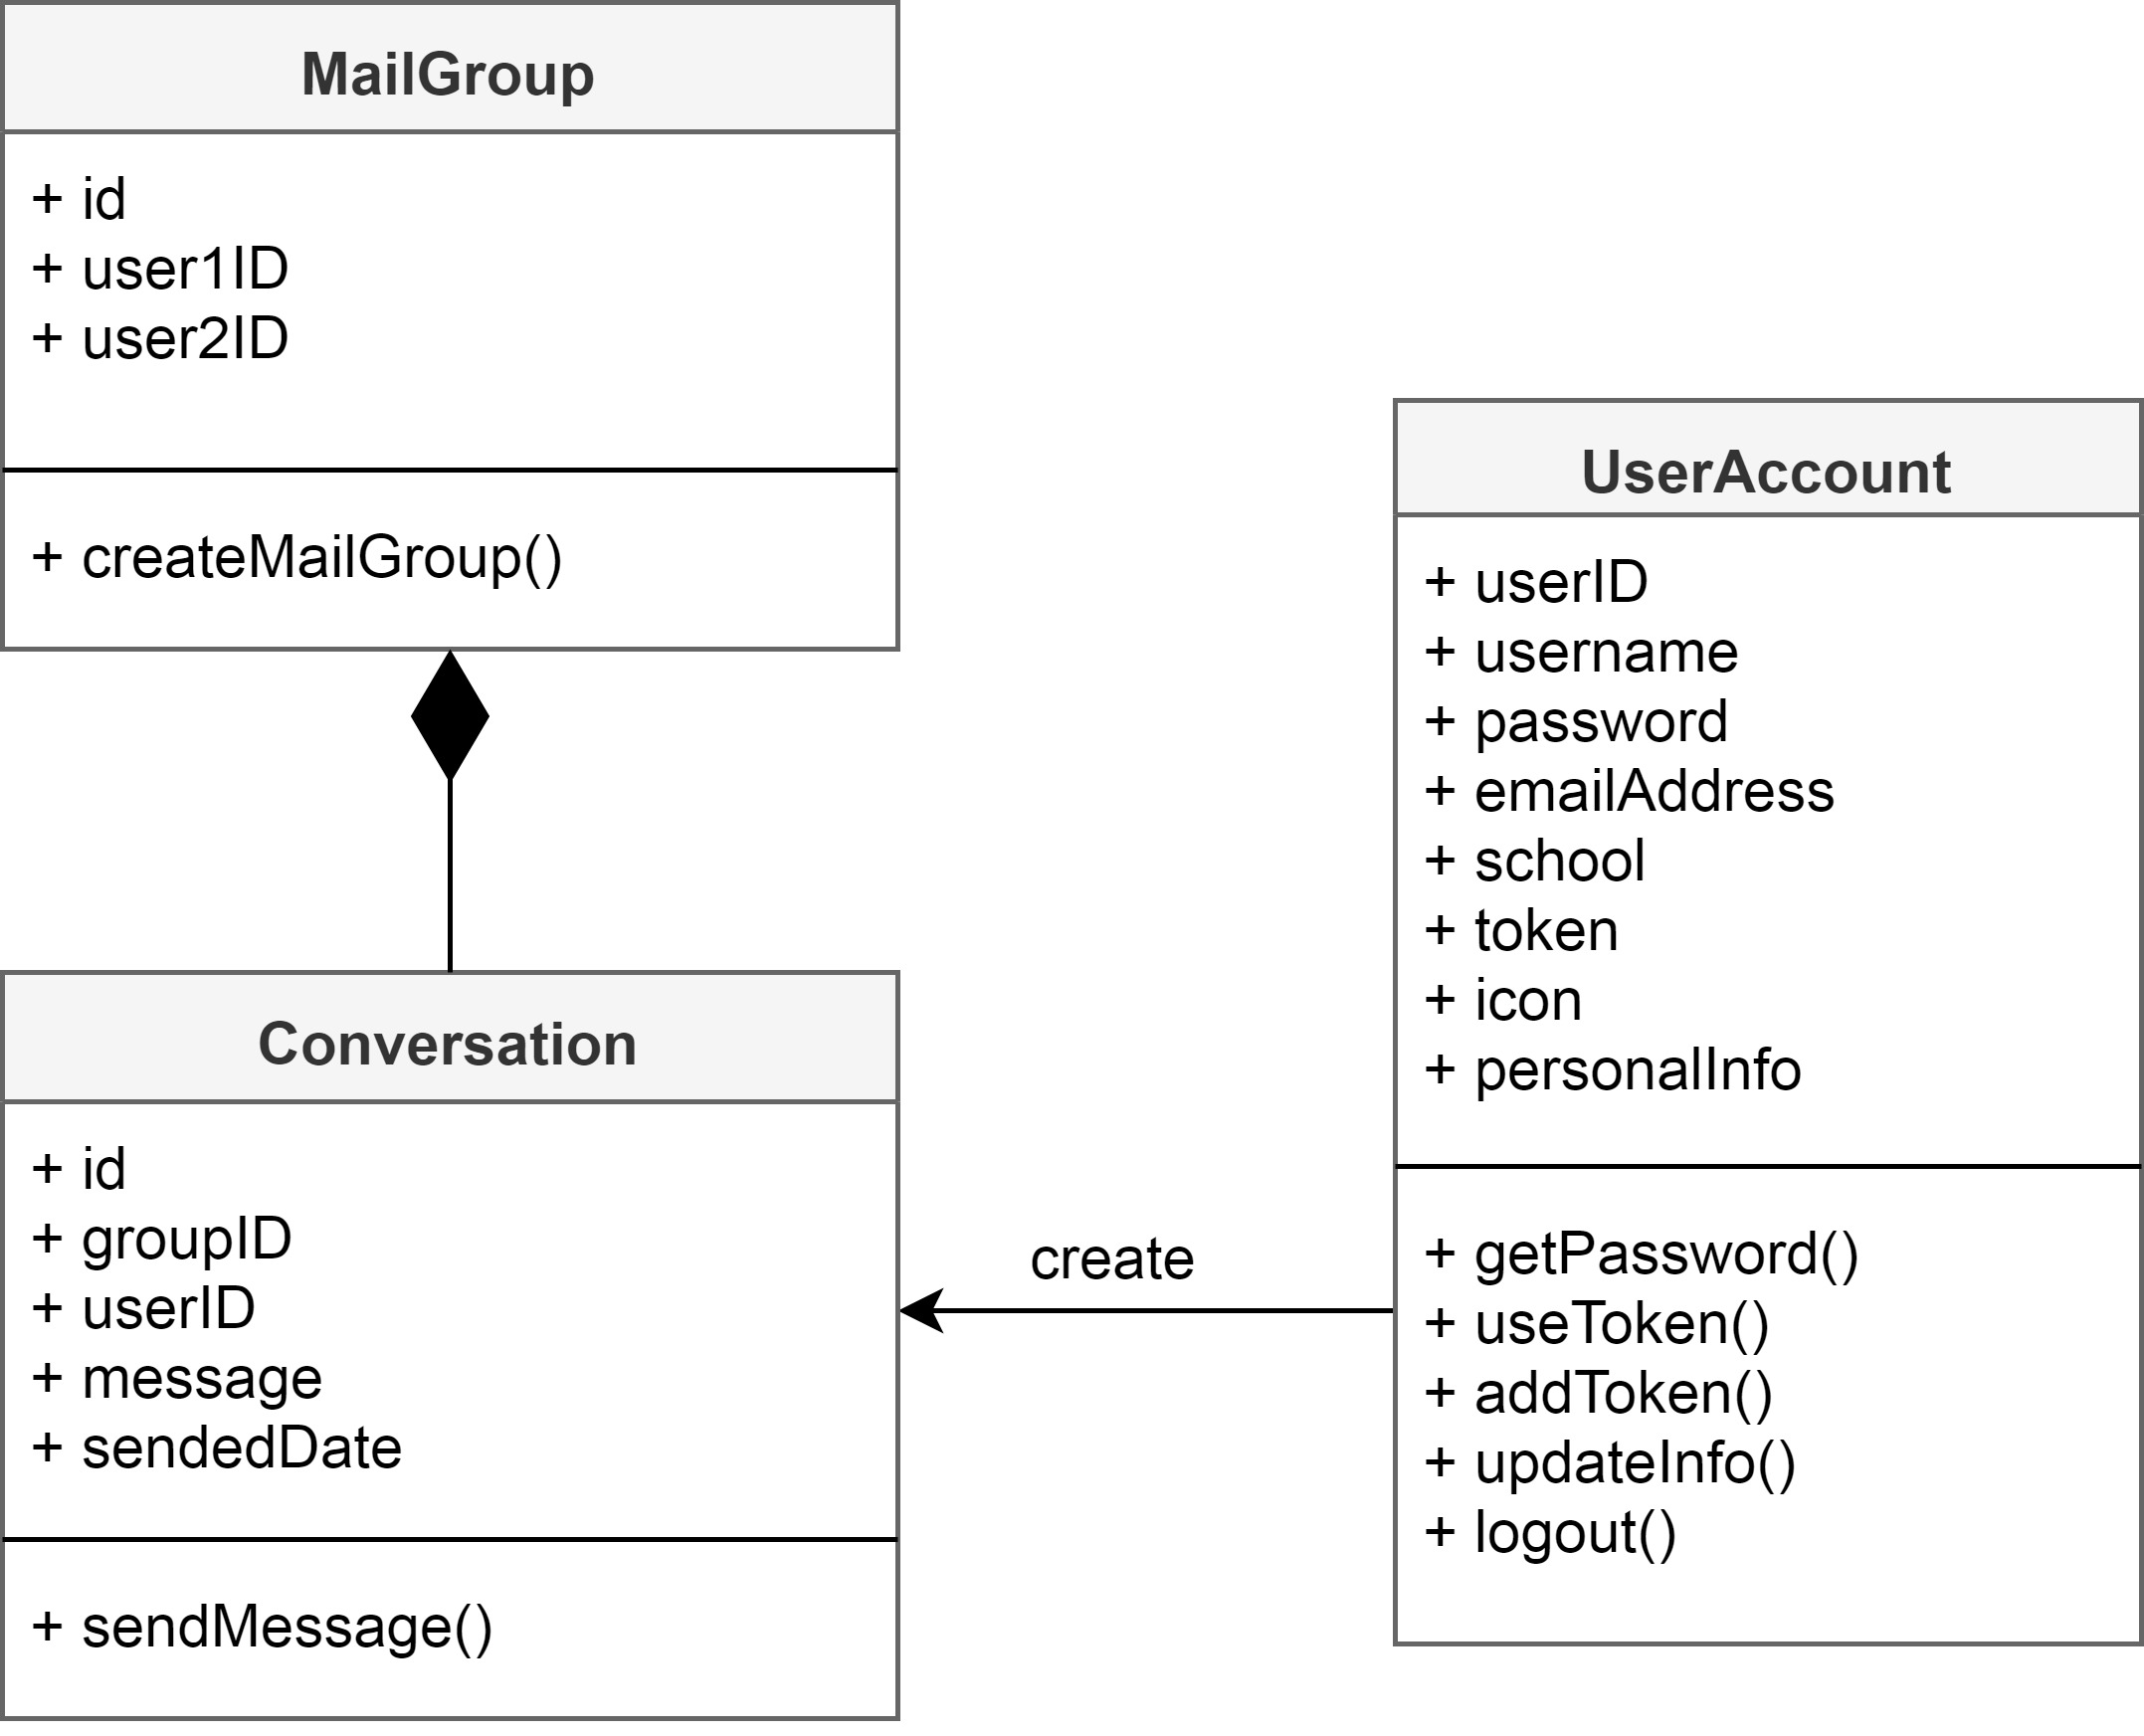 MailGroup
+ id
+ user1ID
+ user2ID
+ createMailGroup()
Conversation
+ id
+ groupID
+ userID
+ message
+ sendedDate
+ sendMessage()
create
UserAccount
+ userID
+ username
+ password
+ emailAddress
+ school
+ token
+ icon
+ personalInfo
+ getPassword()
+ useToken()
+ addToken()
+ updateInfo()
+ logout()